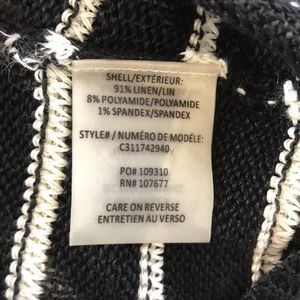 SHELL/EXTÉRIEUR:
91% LINEN/LIN
8% POLYAMIDE/POLYAMIDE
1% SPANDEX/SPANDEX
STYLE# / NUMÉRO DE MODÈLE:
C311742940
PO# 109310
RN# 107677
CARE ON REVERSE
ENTRETIEN AU VERSO